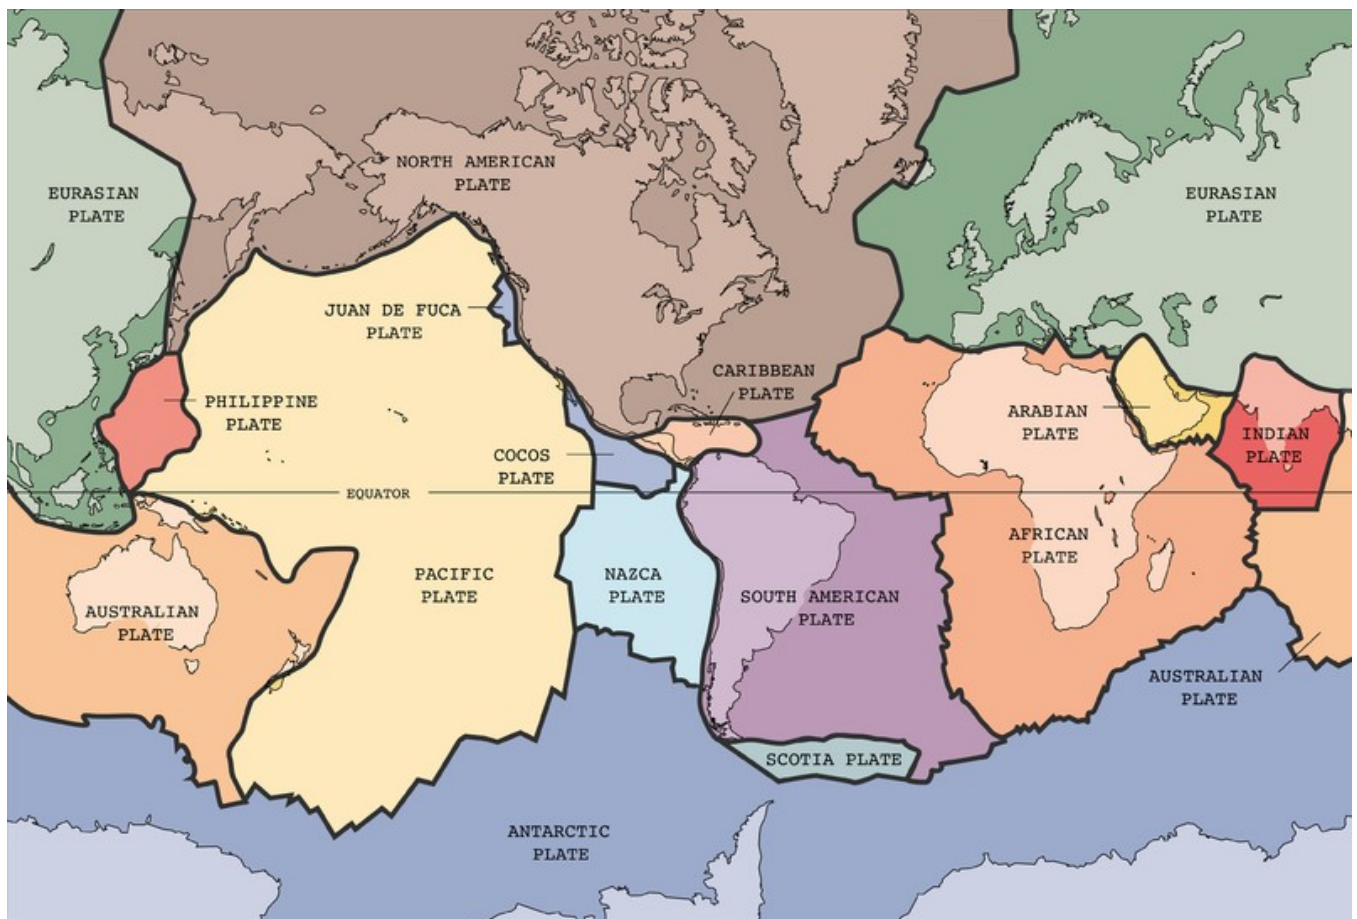 NORTH AMERICAN
PLATE
EURASIAN
PLATE
EURASIAN
PLATE
JUAN DE FUCA
PLATE
CARIBBEAN
PLATE
PHILIPPINE
PLATE
ARABIAN
PLATE
INDIAN
PLATE
COCOS
PLATE
EQUATOR
AFRICAN
PLATE
PACIFIC
PLATE
NAZCA
PLATE
SOUTH AMERICAN
PLATE
AUSTRALIAN
PLATE
AUSTRALIAN
PLATE
SCOTIA PLATE
ANTARCTIC
PLATE